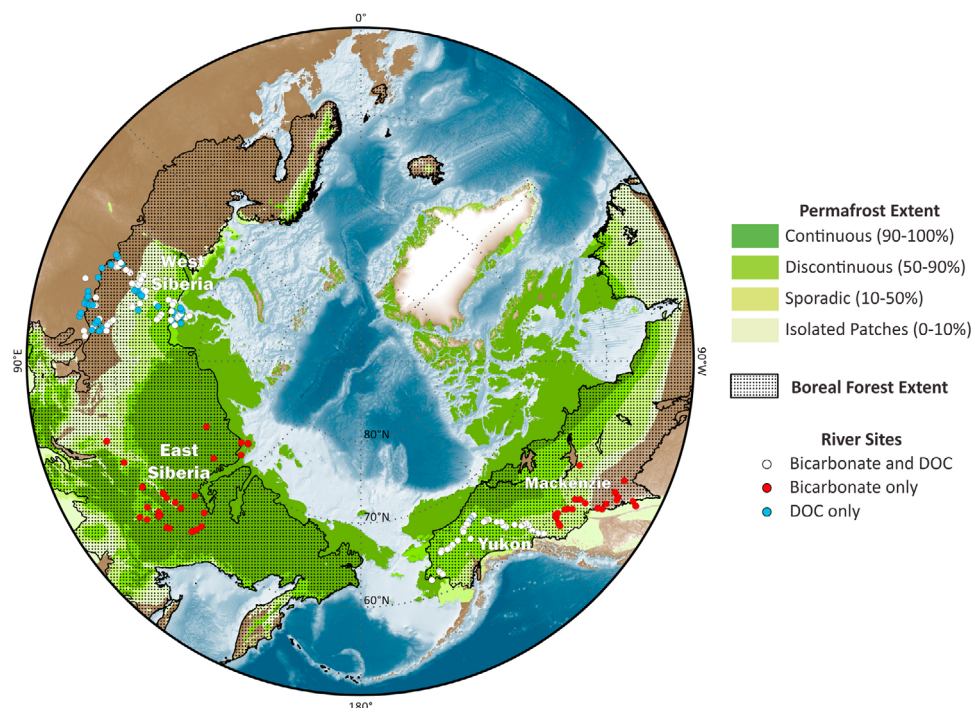 0°
West
Siberia
90°E
90°W
80°N
East
Siberia
Mackenzie
70°N
Yukon
60°N
180°
Permafrost Extent
Continuous (90-100%)
Discontinuous (50-90%)
Sporadic (10-50%)
Isolated Patches (0-10%)
Boreal Forest Extent
River Sites
Bicarbonate and DOC
Bicarbonate only
DOC only